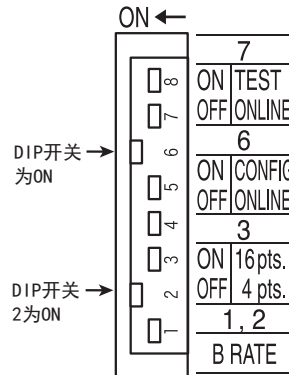 ON ←
8
7
6
5
4
3
2
1
DIP开关
为ON
DIP开关
2为ON
7
ON TEST
OFF ONLINE
6
ON CONFIG
OFF ONLINE
3
ON 16pts.
OFF 4 pts.
1, 2
B RATE